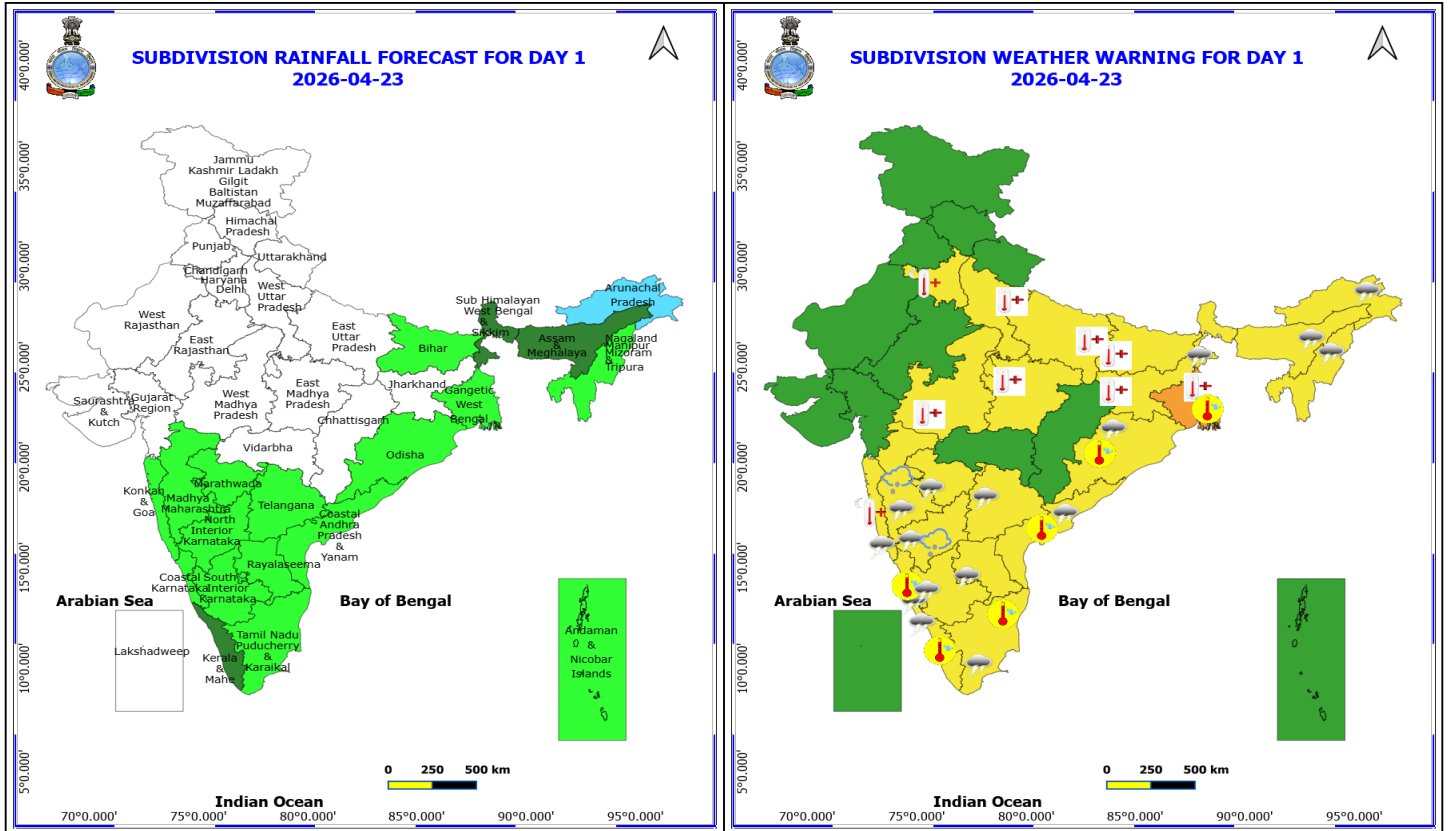 SUBDIVISION RAINFALL FORECAST FOR DAY 1
2026-04-23
40°0.000'
35°0.000'
30°0.000'
25°0.000'
20°0.000'
15°0.000'
10°0.000'
5°0.000'
Jammu
Kashmir Ladakh
Gilgit
Baltistan
Muzaffarabad
Himachal
Pradesh
Punjab
Uttarakhand
Chandigarh
Haryana
Delhi
West
Uttar
Pradesh
West
Rajasthan
East
Rajasthan
East
Uttar
Pradesh
Bihar
Sub Himalayan
West Bengal
&
Sikkim
Arunachal
Pradesh
Assam
&
Meghalaya
Nagaland
Manipur
Mizoram
&
Tripura
Saurashtra
&
Kutch
Gujarat
Region
West
Madhya
Pradesh
East
Madhya
Pradesh
Jharkhand
Gangetic
West
Bengal
Chhattisgarh
Vidarbha
Odisha
Konkan
&
Goa
Madhya
Maharashtra
Marathwada
Telangana
North
Interior
Karnataka
Coastal
Andhra
Pradesh
&
Yanam
Rayalaseema
Coastal
Karnataka
South
Interior
Karnataka
Tamil Nadu
Puducherry
&
Karaikal
Kerala
&
Mahe
Lakshadweep
Andaman
&
Nicobar
Islands
Arabian Sea
Bay of Bengal
0 250 500 km
Indian Ocean
70°0.000' 75°0.000' 80°0.000' 85°0.000' 90°0.000' 95°0.000'
SUBDIVISION WEATHER WARNING FOR DAY 1
2026-04-23
40°0.000'
35°0.000'
30°0.000'
25°0.000'
20°0.000'
15°0.000'
10°0.000'
5°0.000'
Arabian Sea
Bay of Bengal
0 250 500 km
Indian Ocean
70°0.000' 75°0.000' 80°0.000' 85°0.000' 90°0.000' 95°0.000'